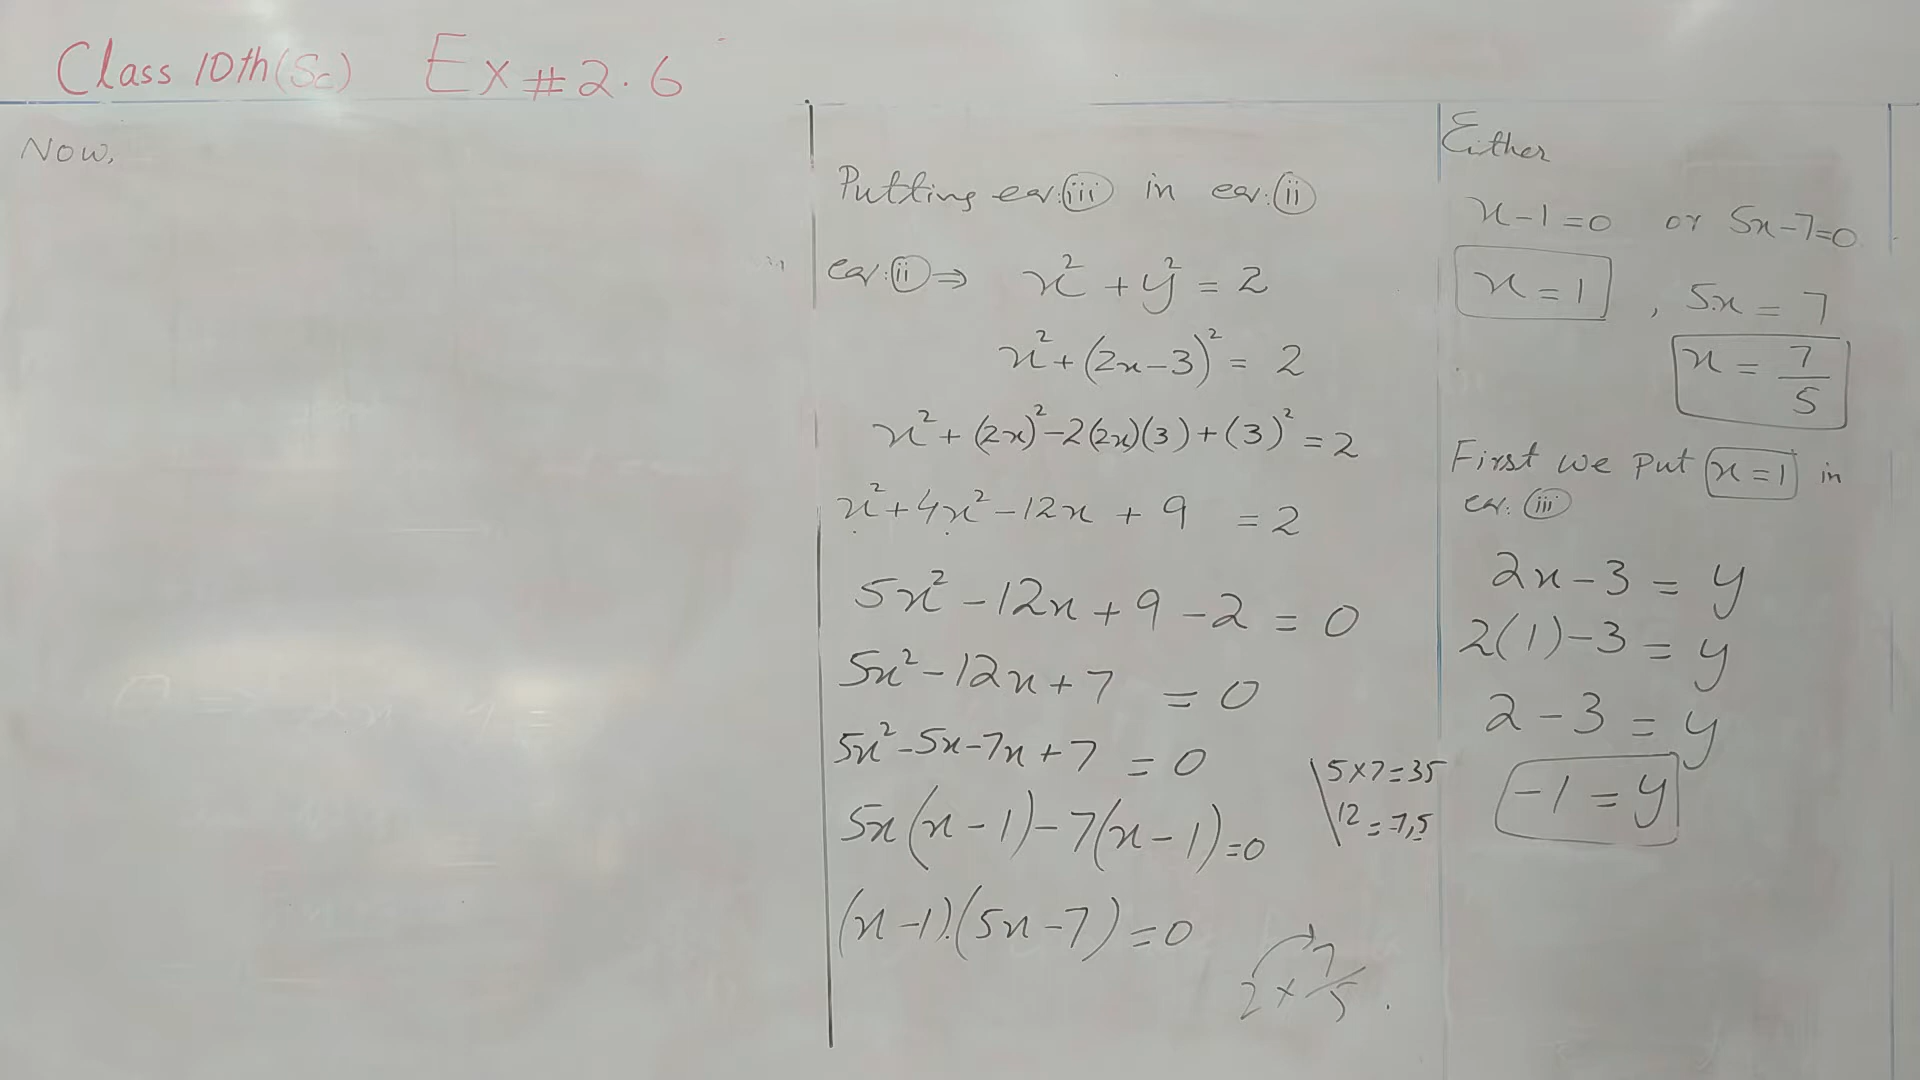 Class 10th (Sc) Ex # 2.6
Now,
Putting eq:(iii) in eq:(ii)
eq:(ii) ⇒ x² + y² = 2
x² + (2x-3)² = 2
x² + (2x)² - 2(2x)(3) + (3)² = 2
x² + 4x² - 12x + 9 = 2
5x² - 12x + 9 - 2 = 0
5x² - 12x + 7 = 0
5x² - 5x - 7x + 7 = 0
5x(x - 1) - 7(x - 1) = 0
(x - 1).(5x - 7) = 0
5×7=35
12 = 7,5
2 × 7/5
Either
x - 1 = 0 or 5x - 7 = 0
x = 1 , 5x = 7
x = 7/5
First we put x = 1 in
eq: (iii)
2x - 3 = y
2(1) - 3 = y
2 - 3 = y
-1 = y